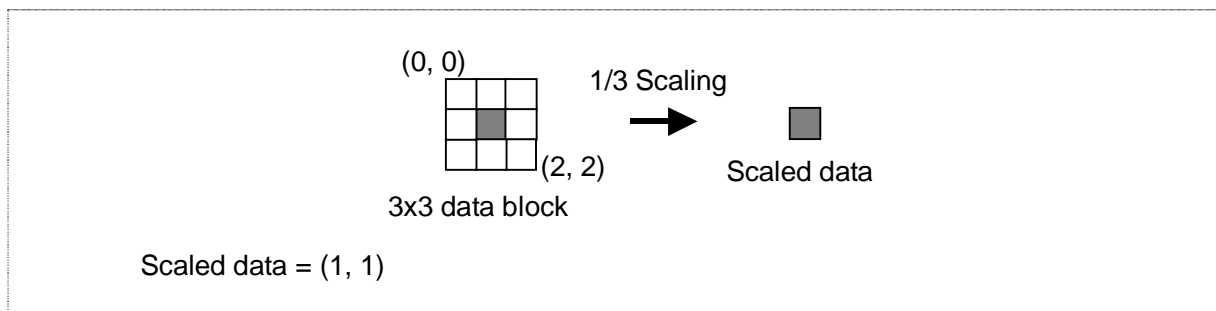 (0, 0)
1/3 Scaling
(2, 2)
Scaled data
3x3 data block
Scaled data = (1, 1)